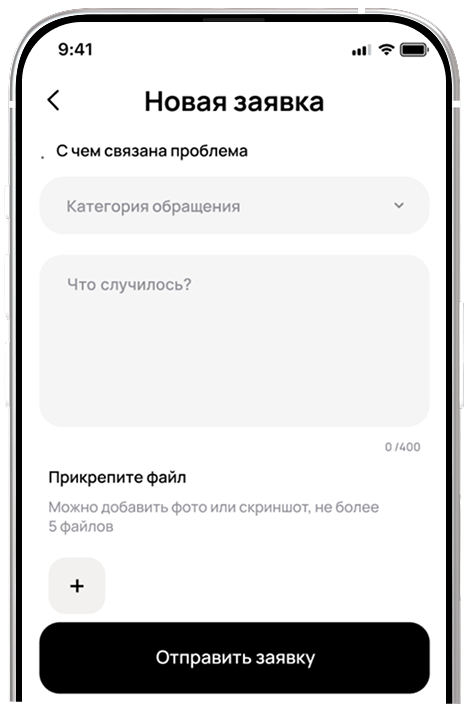 9:41
Новая заявка
С чем связана проблема
Категория обращения
Что случилось?
0 /400
Прикрепите файл
Можно добавить фото или скриншот, не более
5 файлов
+
Отправить заявку